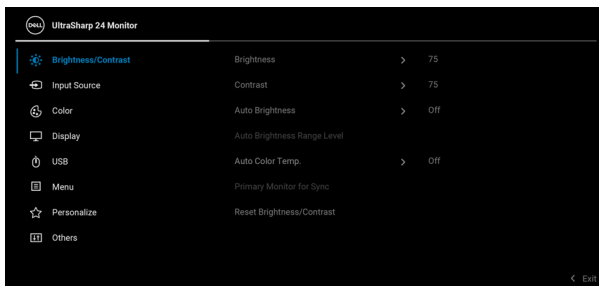 DELL UltraSharp 24 Monitor
Brightness/Contrast Brightness > 75
Input Source Contrast > 75
Color Auto Brightness > Off
Display Auto Brightness Range Level
USB Auto Color Temp. > Off
Menu Primary Monitor for Sync
Personalize Reset Brightness/Contrast
Others
< Exit